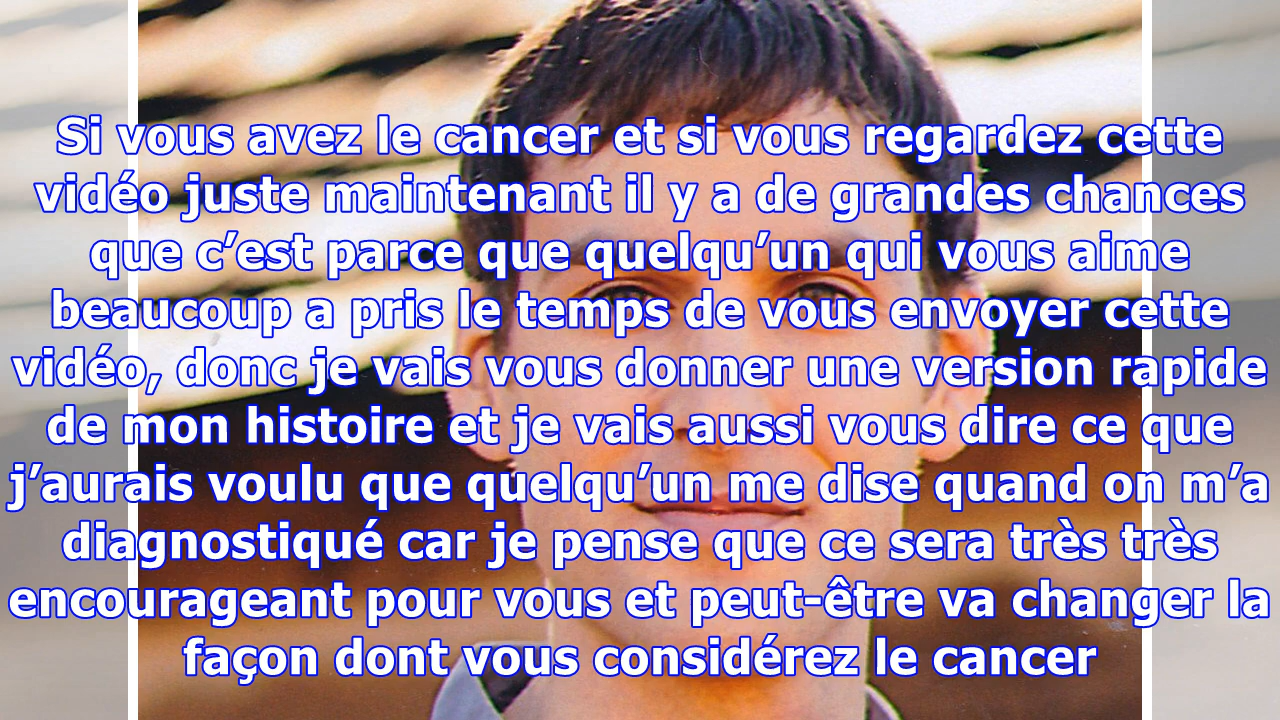 Si vous avez le cancer et si vous regardez cette
vidéo juste maintenant il y a de grandes chances
que c’est parce que quelqu’un qui vous aime
beaucoup a pris le temps de vous envoyer cette
vidéo, donc je vais vous donner une version rapide
de mon histoire et je vais aussi vous dire ce que
j’aurais voulu que quelqu’un me dise quand on m’a
diagnostiqué car je pense que ce sera très très
encourageant pour vous et peut-être va changer la
façon dont vous considérez le cancer